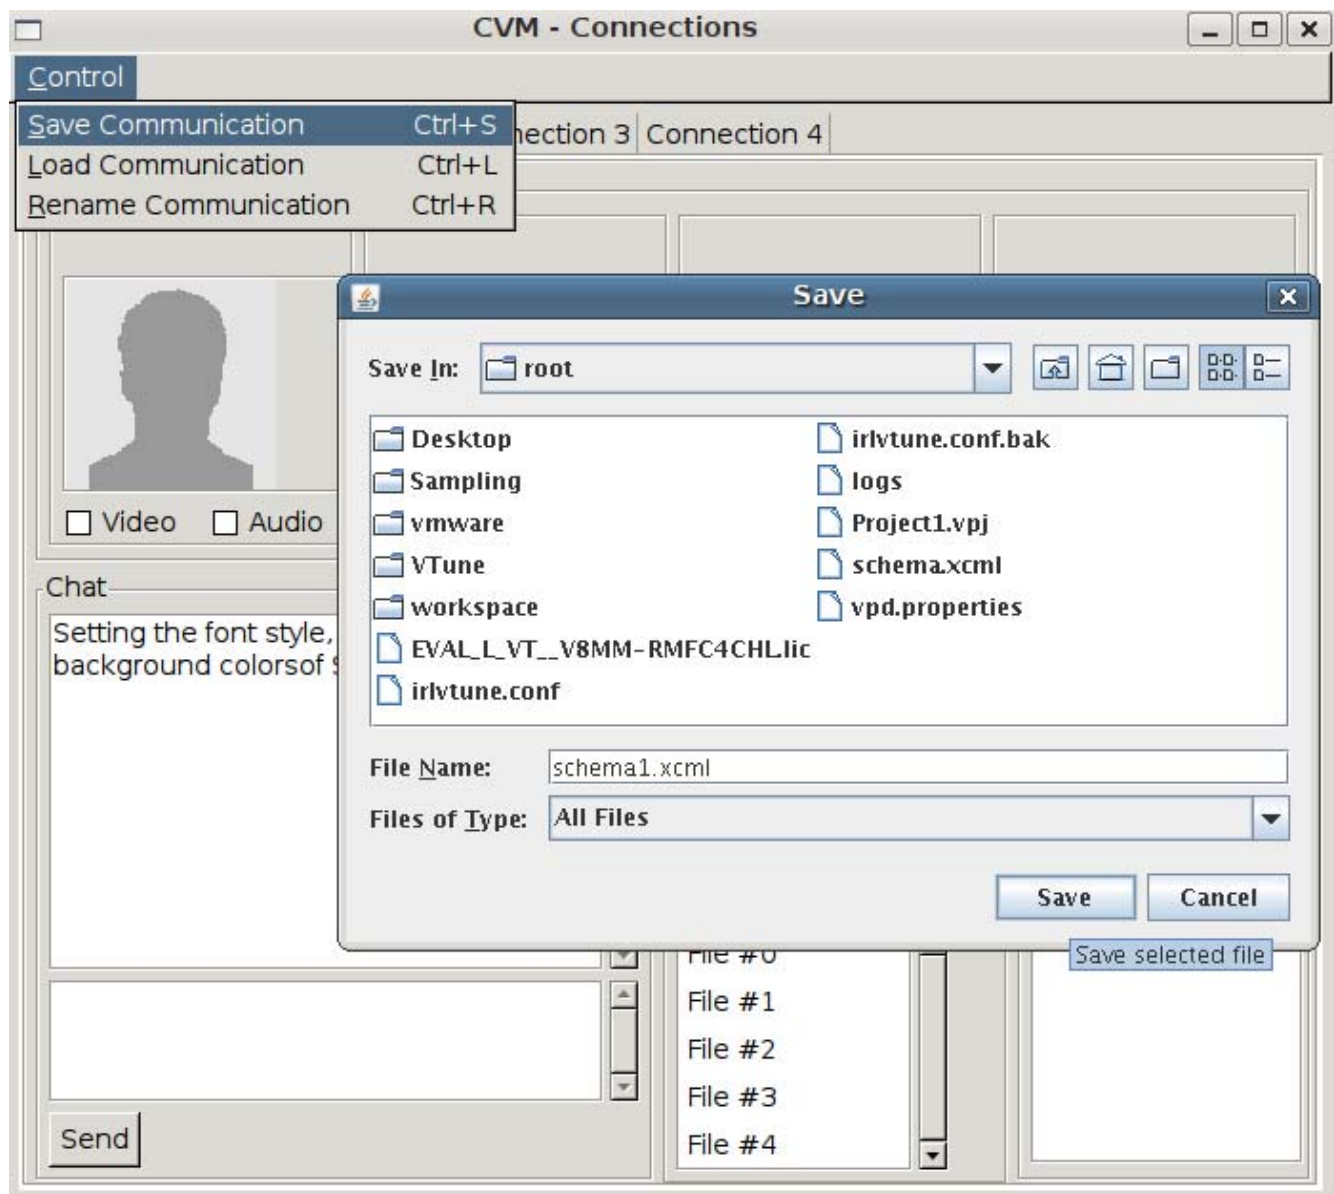 CVM - Connections
Control
Save Communication Ctrl+S
Load Communication Ctrl+L
Rename Communication Ctrl+R
3 Connection 4
Save
Save In: root
Desktop
Sampling
vmware
VTune
workspace
EVAL_L_VT__V8MM-RMFC4CHL.lic
irlvtune.conf
irlvtune.conf.bak
logs
Project1.vpj
schema.xcml
vpd.properties
File Name: schema1.xcml
Files of Type: All Files
Save Cancel
Save selected file
Video Audio
Chat
Setting the font style,
background colorsof
Send
File #0
File #1
File #2
File #3
File #4